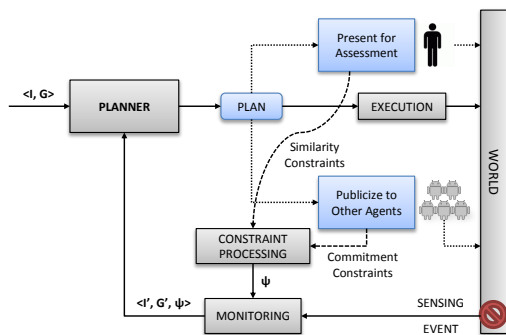 Present for
Assessment
<I, G>
PLANNER
PLAN
EXECUTION
WORLD
Similarity
Constraints
Publicize to
Other Agents
CONSTRAINT
PROCESSING
Commitment
Constraints
ψ
<I’, G’, ψ>
MONITORING
SENSING
EVENT